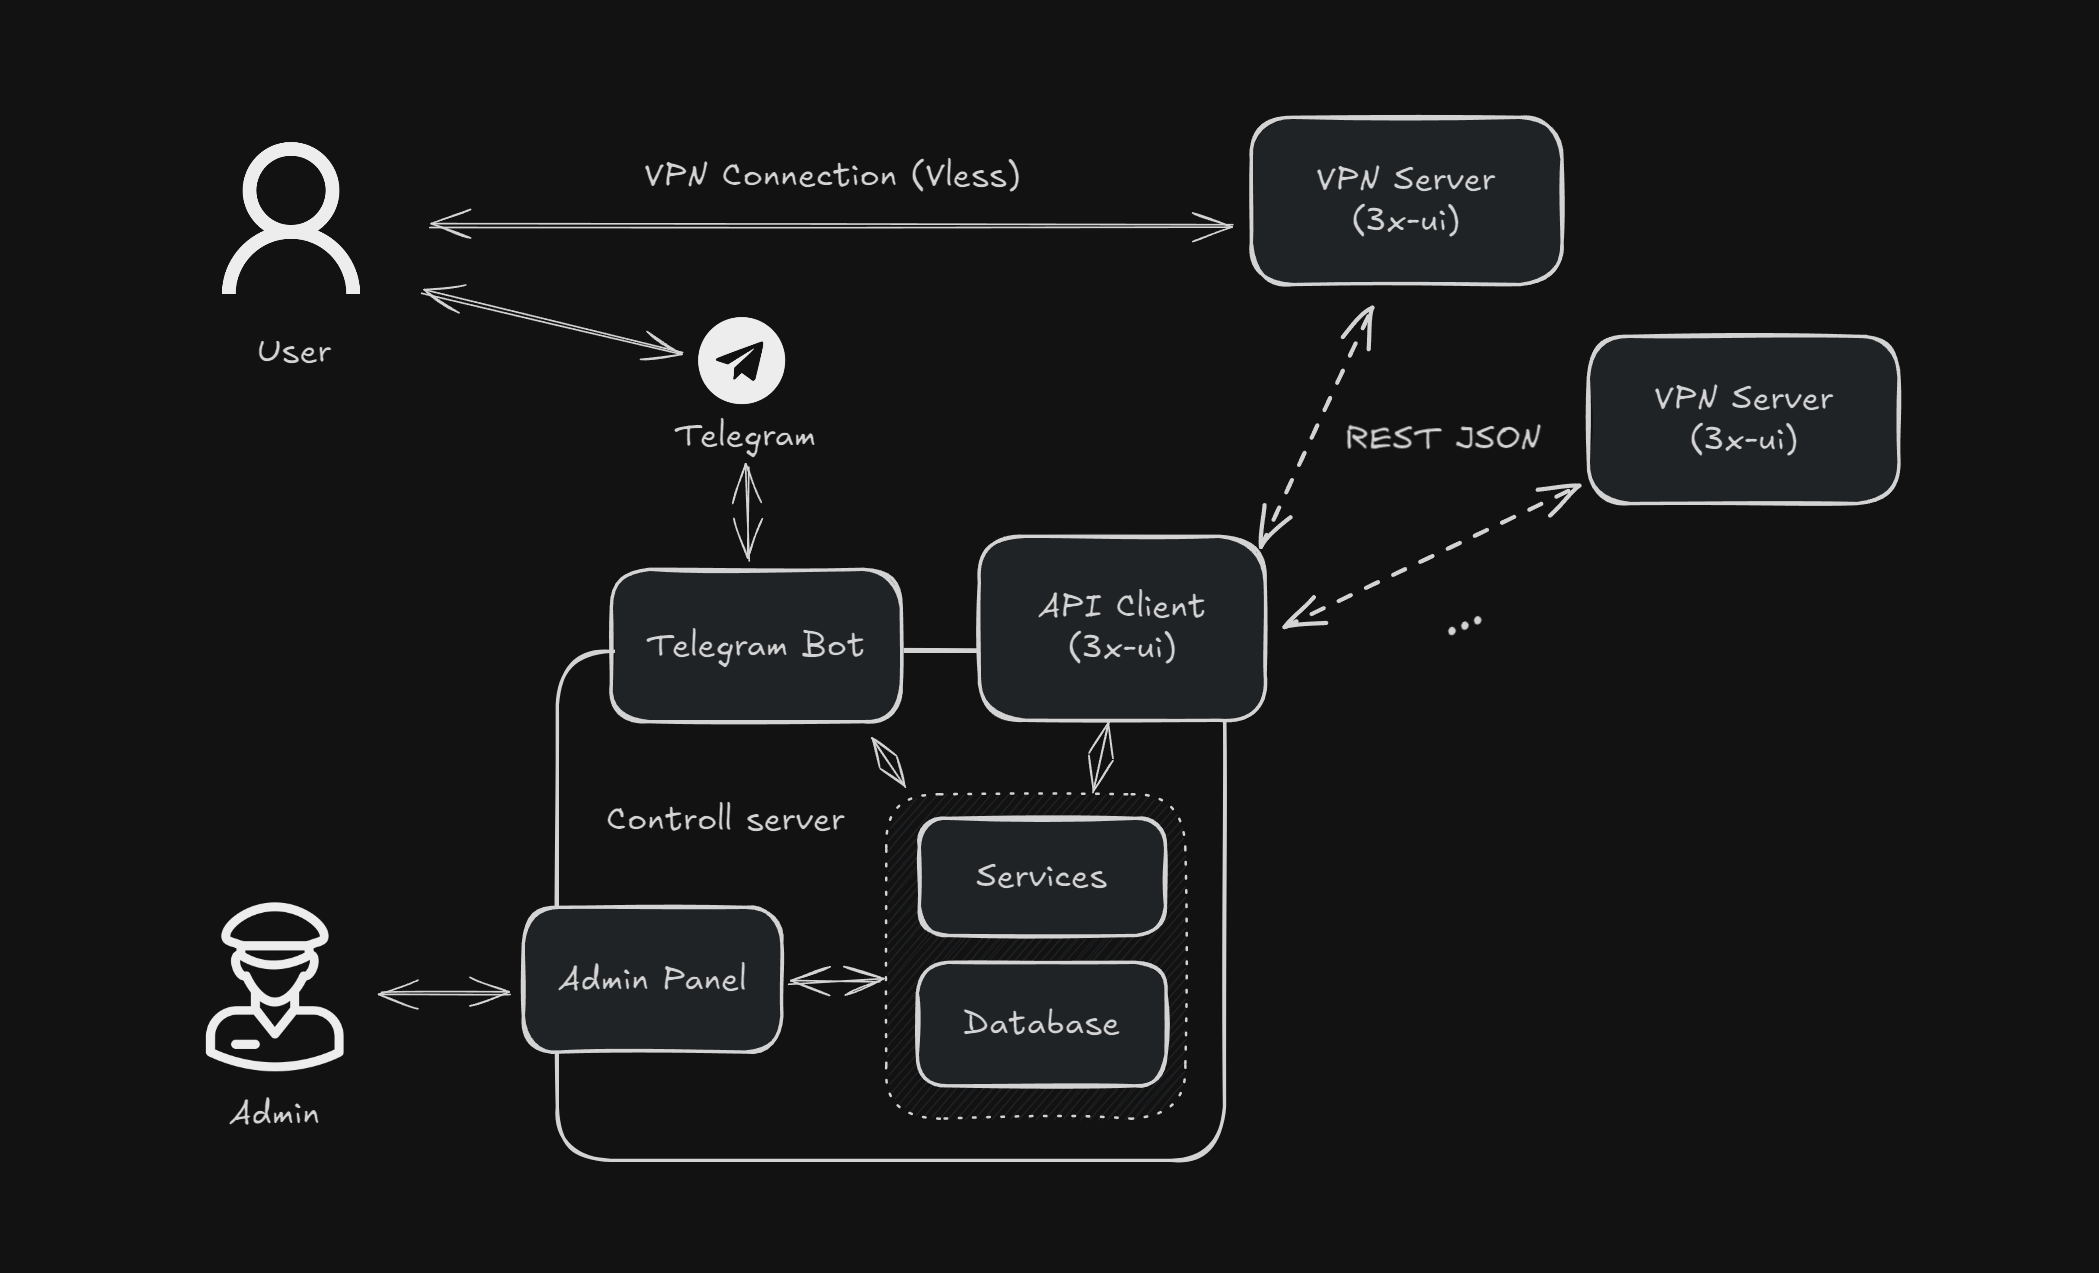 VPN Connection (Vless)
VPN Server
(3x-ui)
User
Telegram
VPN Server
(3x-ui)
REST JSON
Telegram Bot
API Client
(3x-ui)
...
Controll server
Services
Admin Panel
Database
Admin